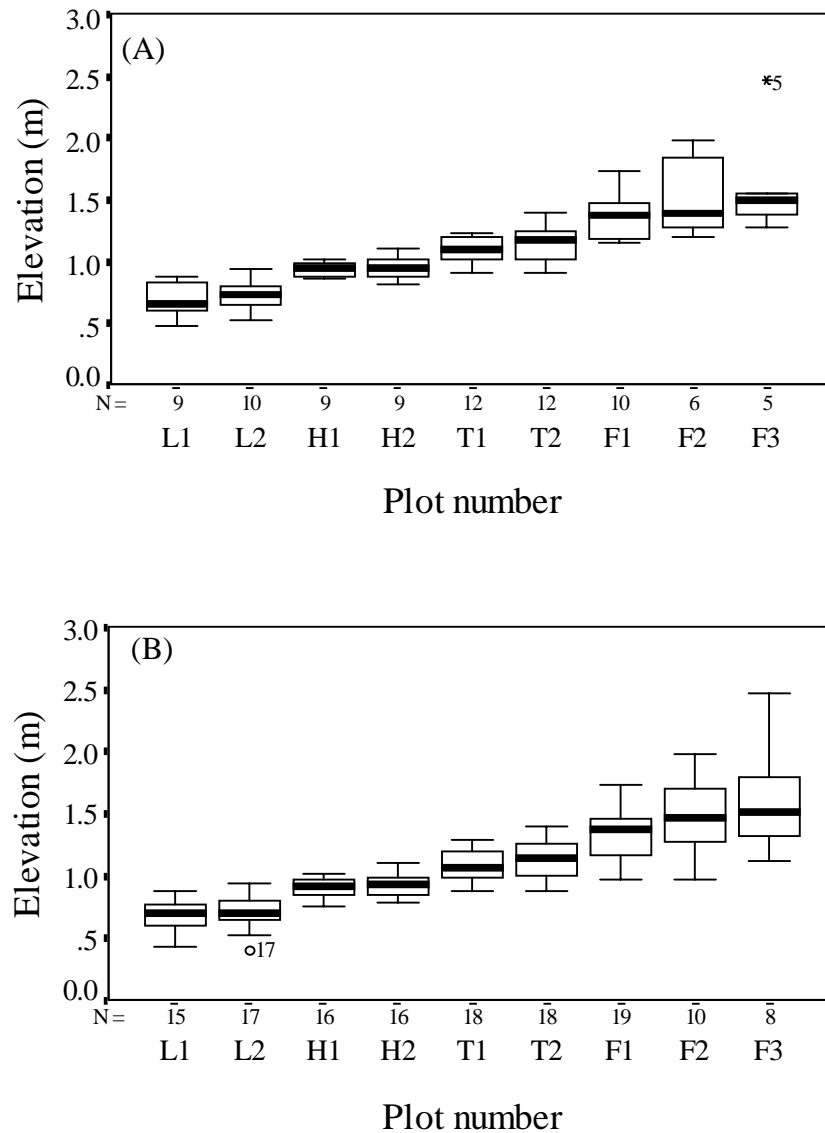 3.0
(A)
2.5
*5
2.0
1.5
1.0
.5
0.0
N = 9 10 9 9 12 12 10 6 5
L1 L2 H1 H2 T1 T2 F1 F2 F3
Plot number
Elevation (m)
3.0
(B)
2.5
2.0
1.5
1.0
.5
17
0.0
N = 15 17 16 16 18 18 19 10 8
L1 L2 H1 H2 T1 T2 F1 F2 F3
Plot number
Elevation (m)